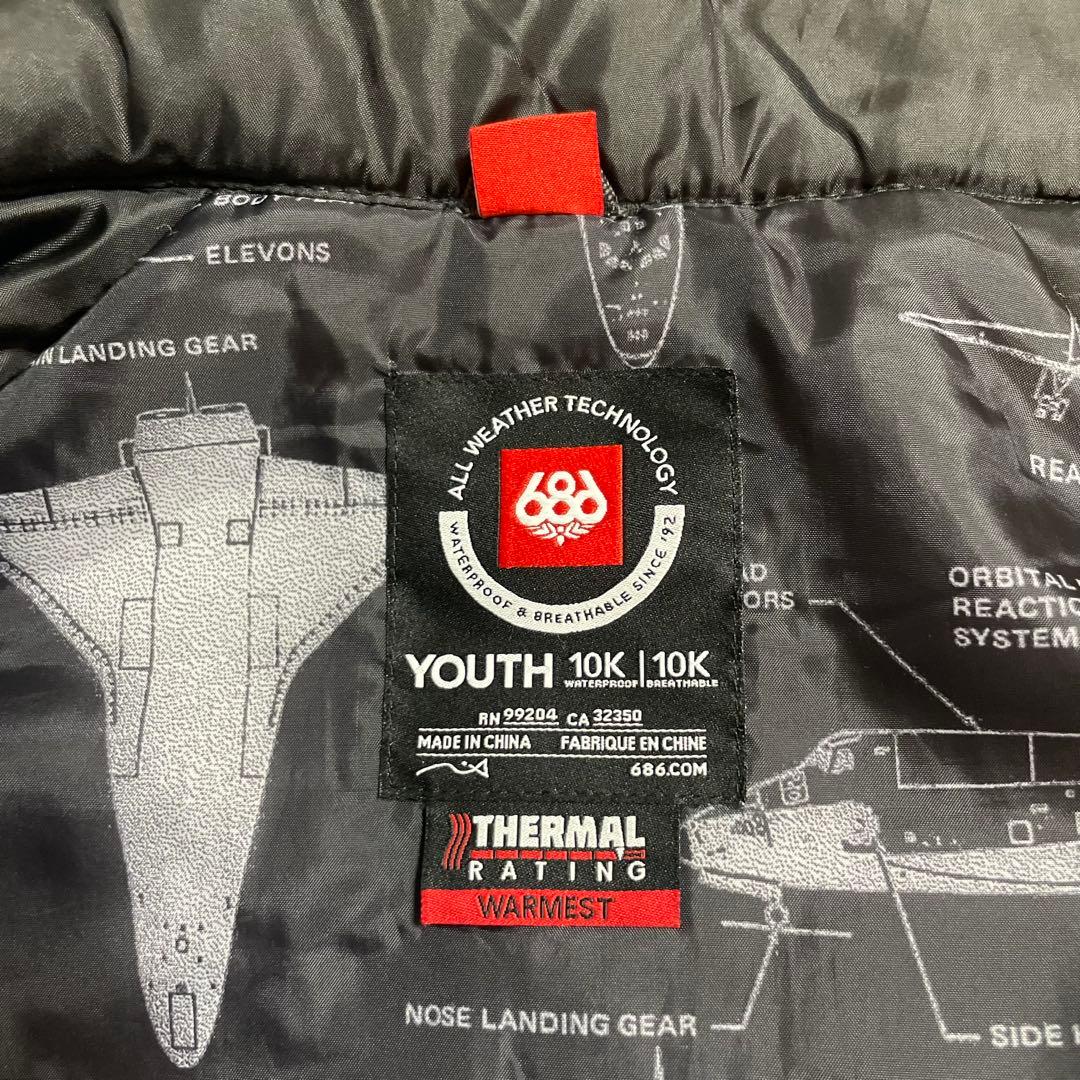 BODY
ELEVONS
LANDING GEAR
ALL WEATHER TECHNOLOGY
686
WATERPROOF & BREATHABLE SINCE '92
YOUTH 10K WATERPROOF | 10K BREATHABLE
RN 99204 CA 32350
MADE IN CHINA FABRIQUE EN CHINE
686.COM
THERMAL
RATING
WARMEST
REA
ORS
ORBITAL
REACTIO
SYSTEM
NOSE LANDING GEAR
SIDE